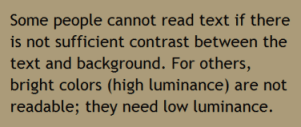 Some people cannot read text if there
is not sufficient contrast between the
text and background. For others,
bright colors (high luminance) are not
readable; they need low luminance.